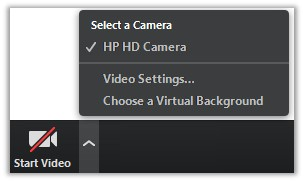 Select a Camera
HP HD Camera
Video Settings...
Choose a Virtual Background
Start Video